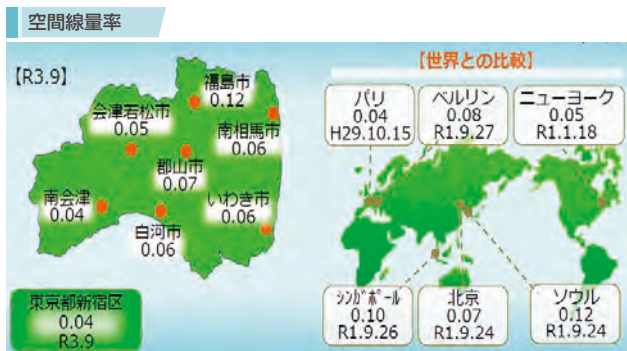 空間線量率
【R3.9】
福島市
0.12
会津若松市
0.05
南相馬市
0.06
郡山市
0.07
南会津
0.04
いわき市
0.06
白河市
0.06
東京都新宿区
0.04
R3.9
【世界との比較】
パリ
0.04
H29.10.15
ベルリン
0.08
R1.9.27
ニューヨーク
0.05
R1.1.18
ｼﾝｶﾞﾎﾟｰﾙ
0.10
R1.9.26
北京
0.07
R1.9.24
ソウル
0.12
R1.9.24